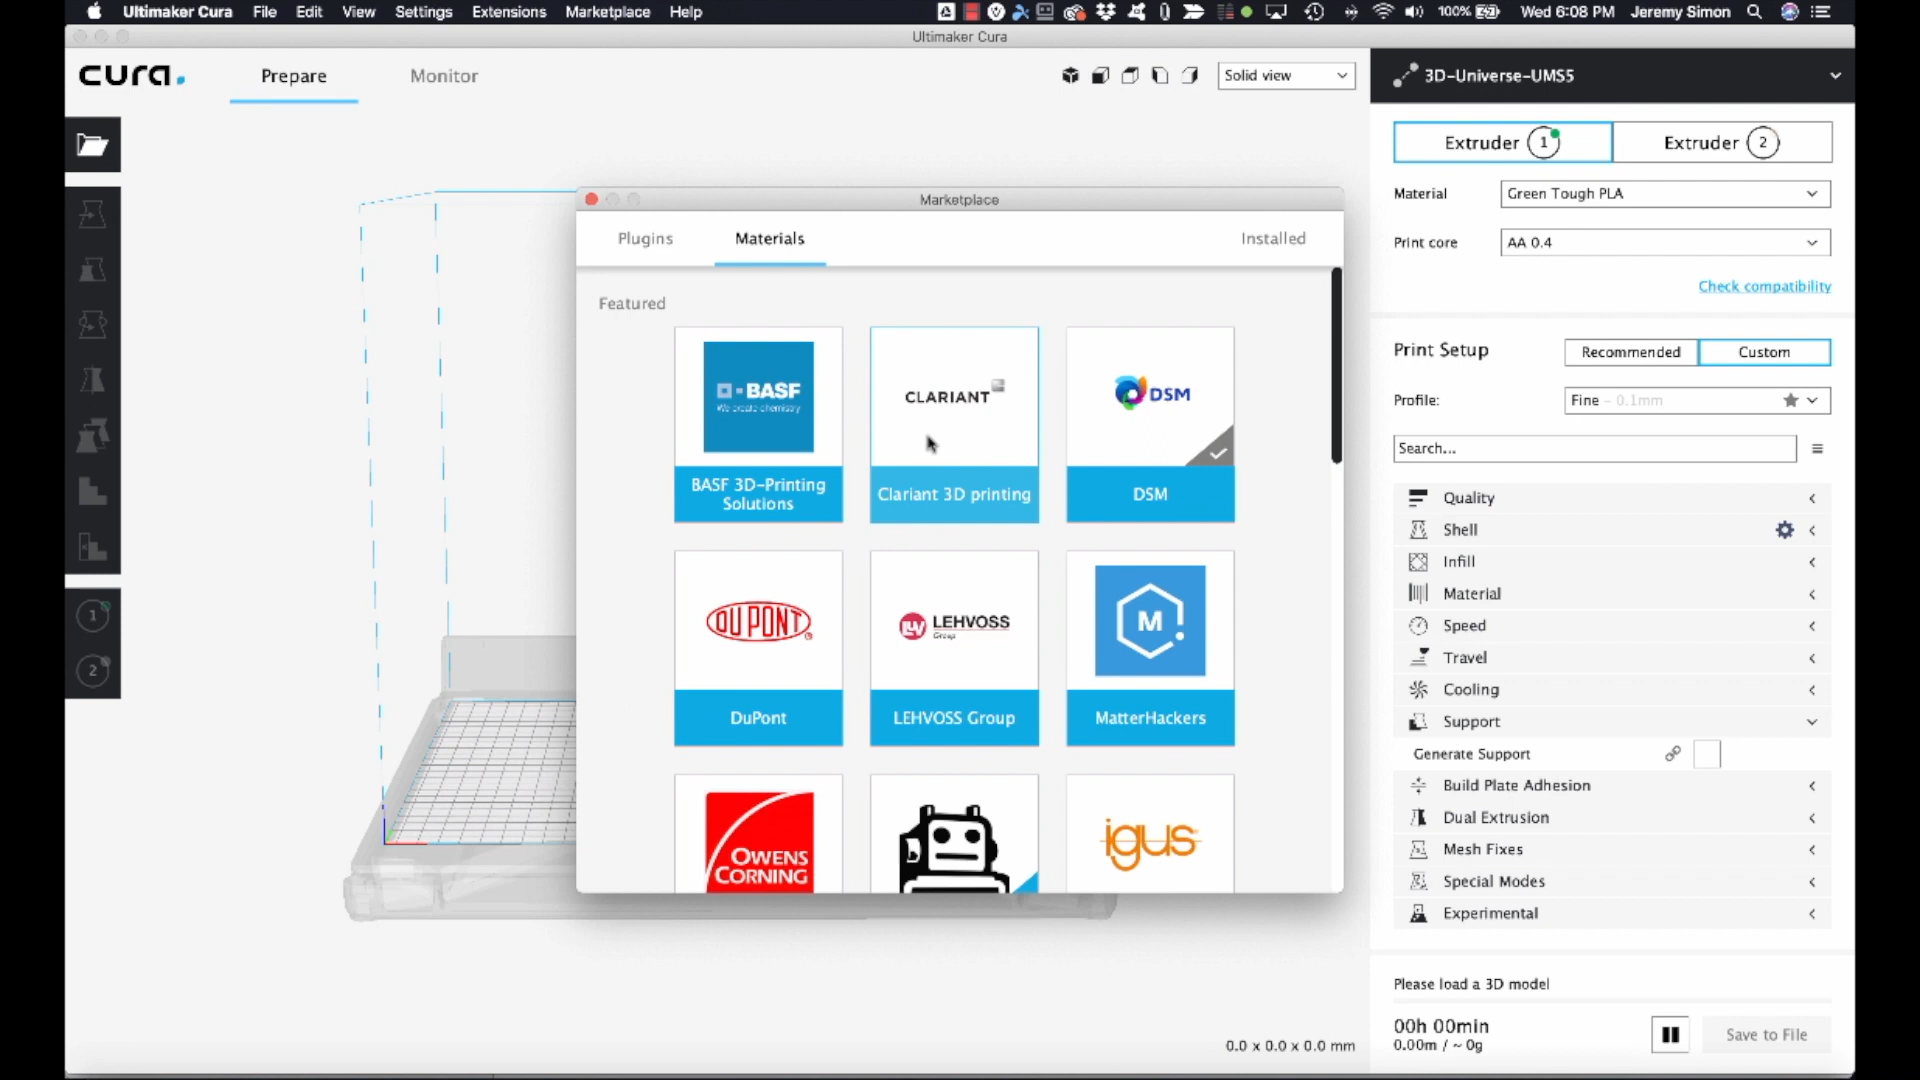 Ultimaker Cura File Edit View Settings Extensions Marketplace Help 100% Wed 6:08 PM Jeremy Simon
Ultimaker Cura
cura.
Prepare Monitor
Solid view
3D-Universe-UMS5
Extruder 1 Extruder 2
Material Green Tough PLA
Print core AA 0.4
Check compatibility
Print Setup Recommended Custom
Profile: Fine – 0.1mm
Search...
Quality
Shell
Infill
Material
Speed
Travel
Cooling
Support
Generate Support
Build Plate Adhesion
Dual Extrusion
Mesh Fixes
Special Modes
Experimental
Please load a 3D model
00h 00min
0.00m / ~ 0g
Save to File
1
2
0.0 x 0.0 x 0.0 mm
Marketplace
Plugins Materials Installed
Featured
BASF
We create chemistry
BASF 3D-Printing
Solutions
CLARIANT
Clariant 3D printing
DSM
DSM
DUPONT
DuPont
LEHVOSS
Group
LEHVOSS Group
M
MatterHackers
OWENS
CORNING
igus